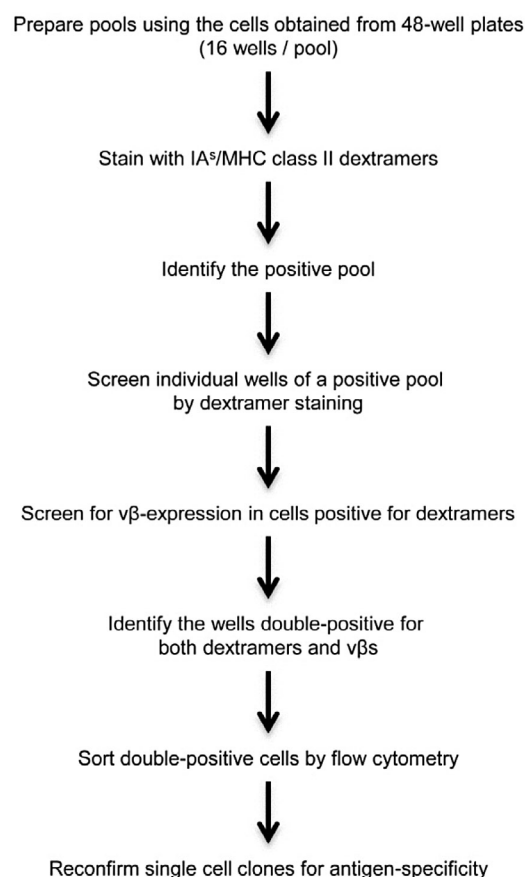 Prepare pools using the cells obtained from 48-well plates
(16 wells / pool)
Stain with IAˢ/MHC class II dextramers
Identify the positive pool
Screen individual wells of a positive pool
by dextramer staining
Screen for vβ-expression in cells positive for dextramers
Identify the wells double-positive for
both dextramers and vβs
Sort double-positive cells by flow cytometry
Reconfirm single cell clones for antigen-specificity